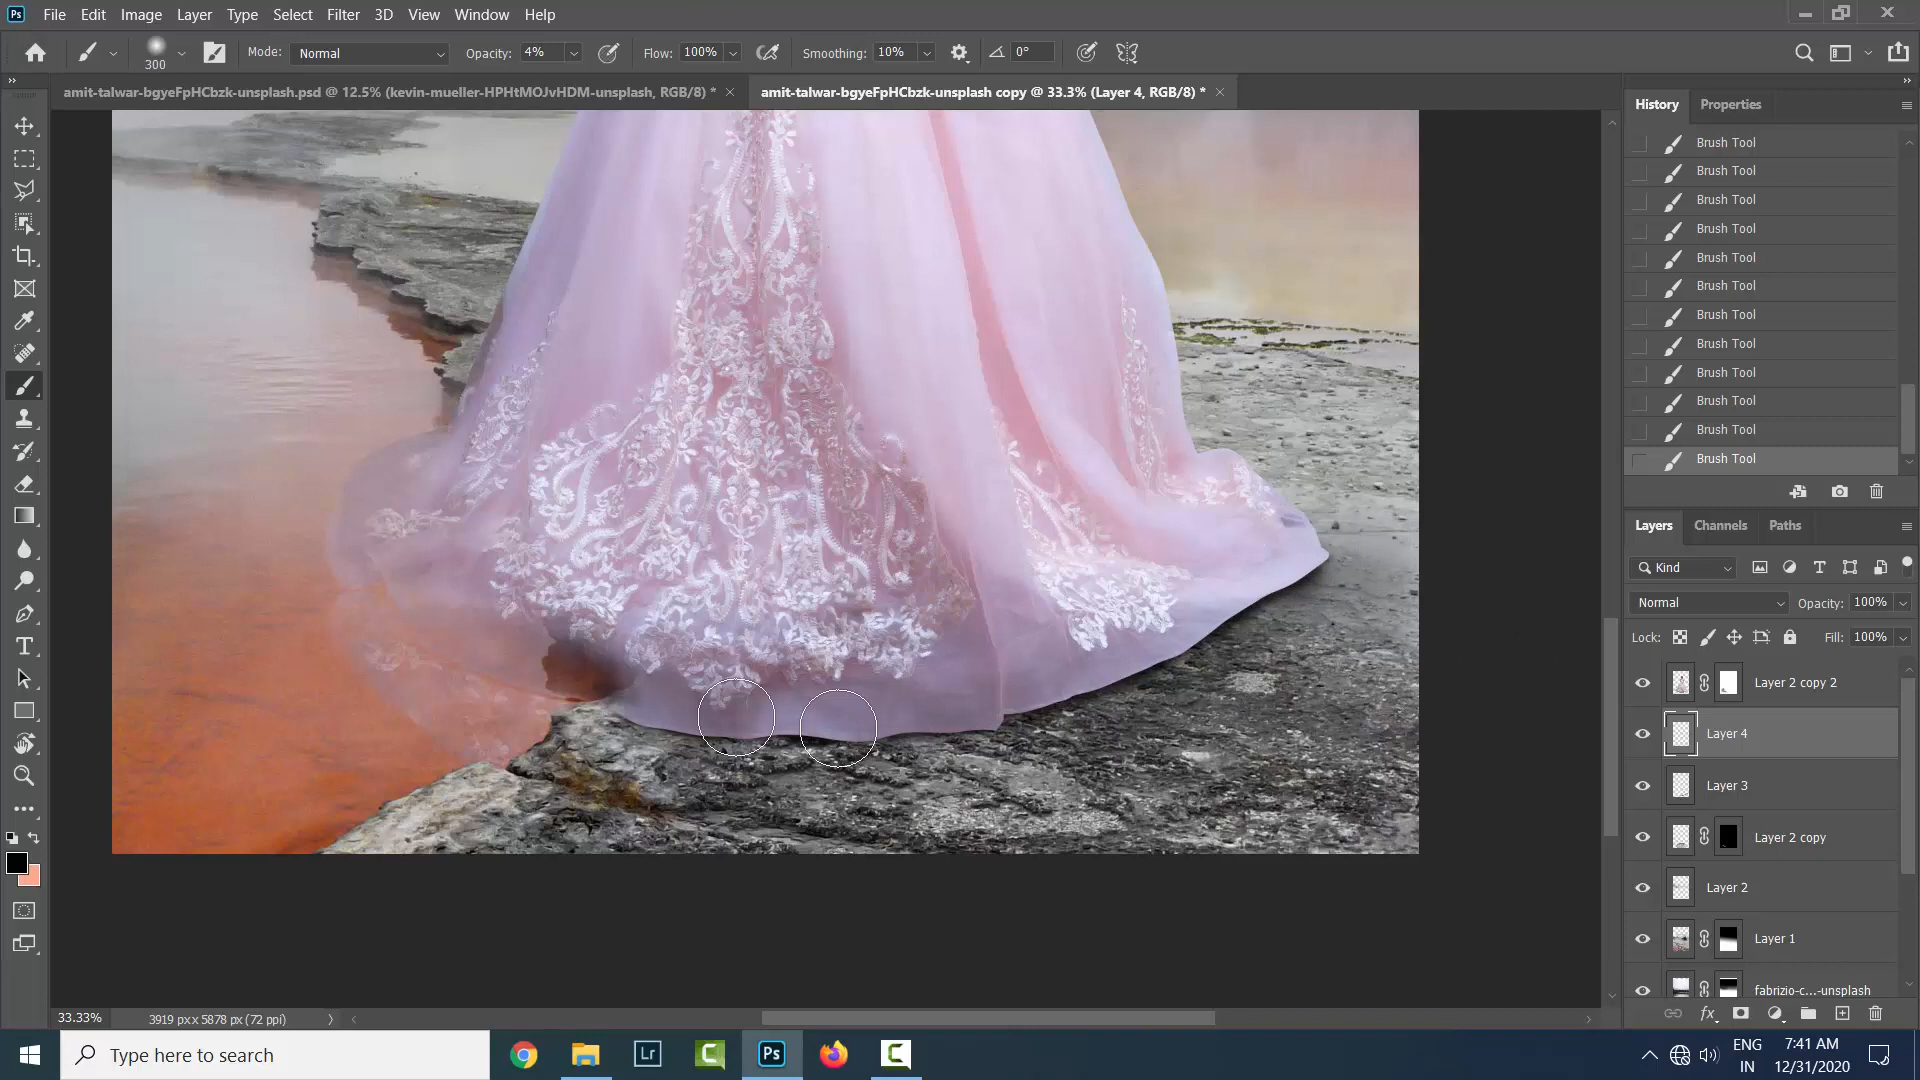 Ps File Edit Image Layer Type Select Filter 3D View Window Help
300 Mode: Normal Opacity: 4% Flow: 100% Smoothing: 10% 0°
amit-talwar-bgyeFpHCbzk-unsplash.psd @ 12.5% (kevin-mueller-HPHtMOJvHDM-unsplash, RGB/8) * amit-talwar-bgyeFpHCbzk-unsplash copy @ 33.3% (Layer 4, RGB/8) *
History Properties
Brush Tool
Brush Tool
Brush Tool
Brush Tool
Brush Tool
Brush Tool
Brush Tool
Brush Tool
Brush Tool
Brush Tool
Brush Tool
Brush Tool
Layers Channels Paths
Kind
Normal Opacity: 100%
Lock: Fill: 100%
Layer 2 copy 2
Layer 4
Layer 3
Layer 2 copy
Layer 2
Layer 1
fabrizio-c...-unsplash
33.33% 3919 px x 5878 px (72 ppi)
Type here to search
Lr
Ps
ENG
IN
7:41 AM
12/31/2020